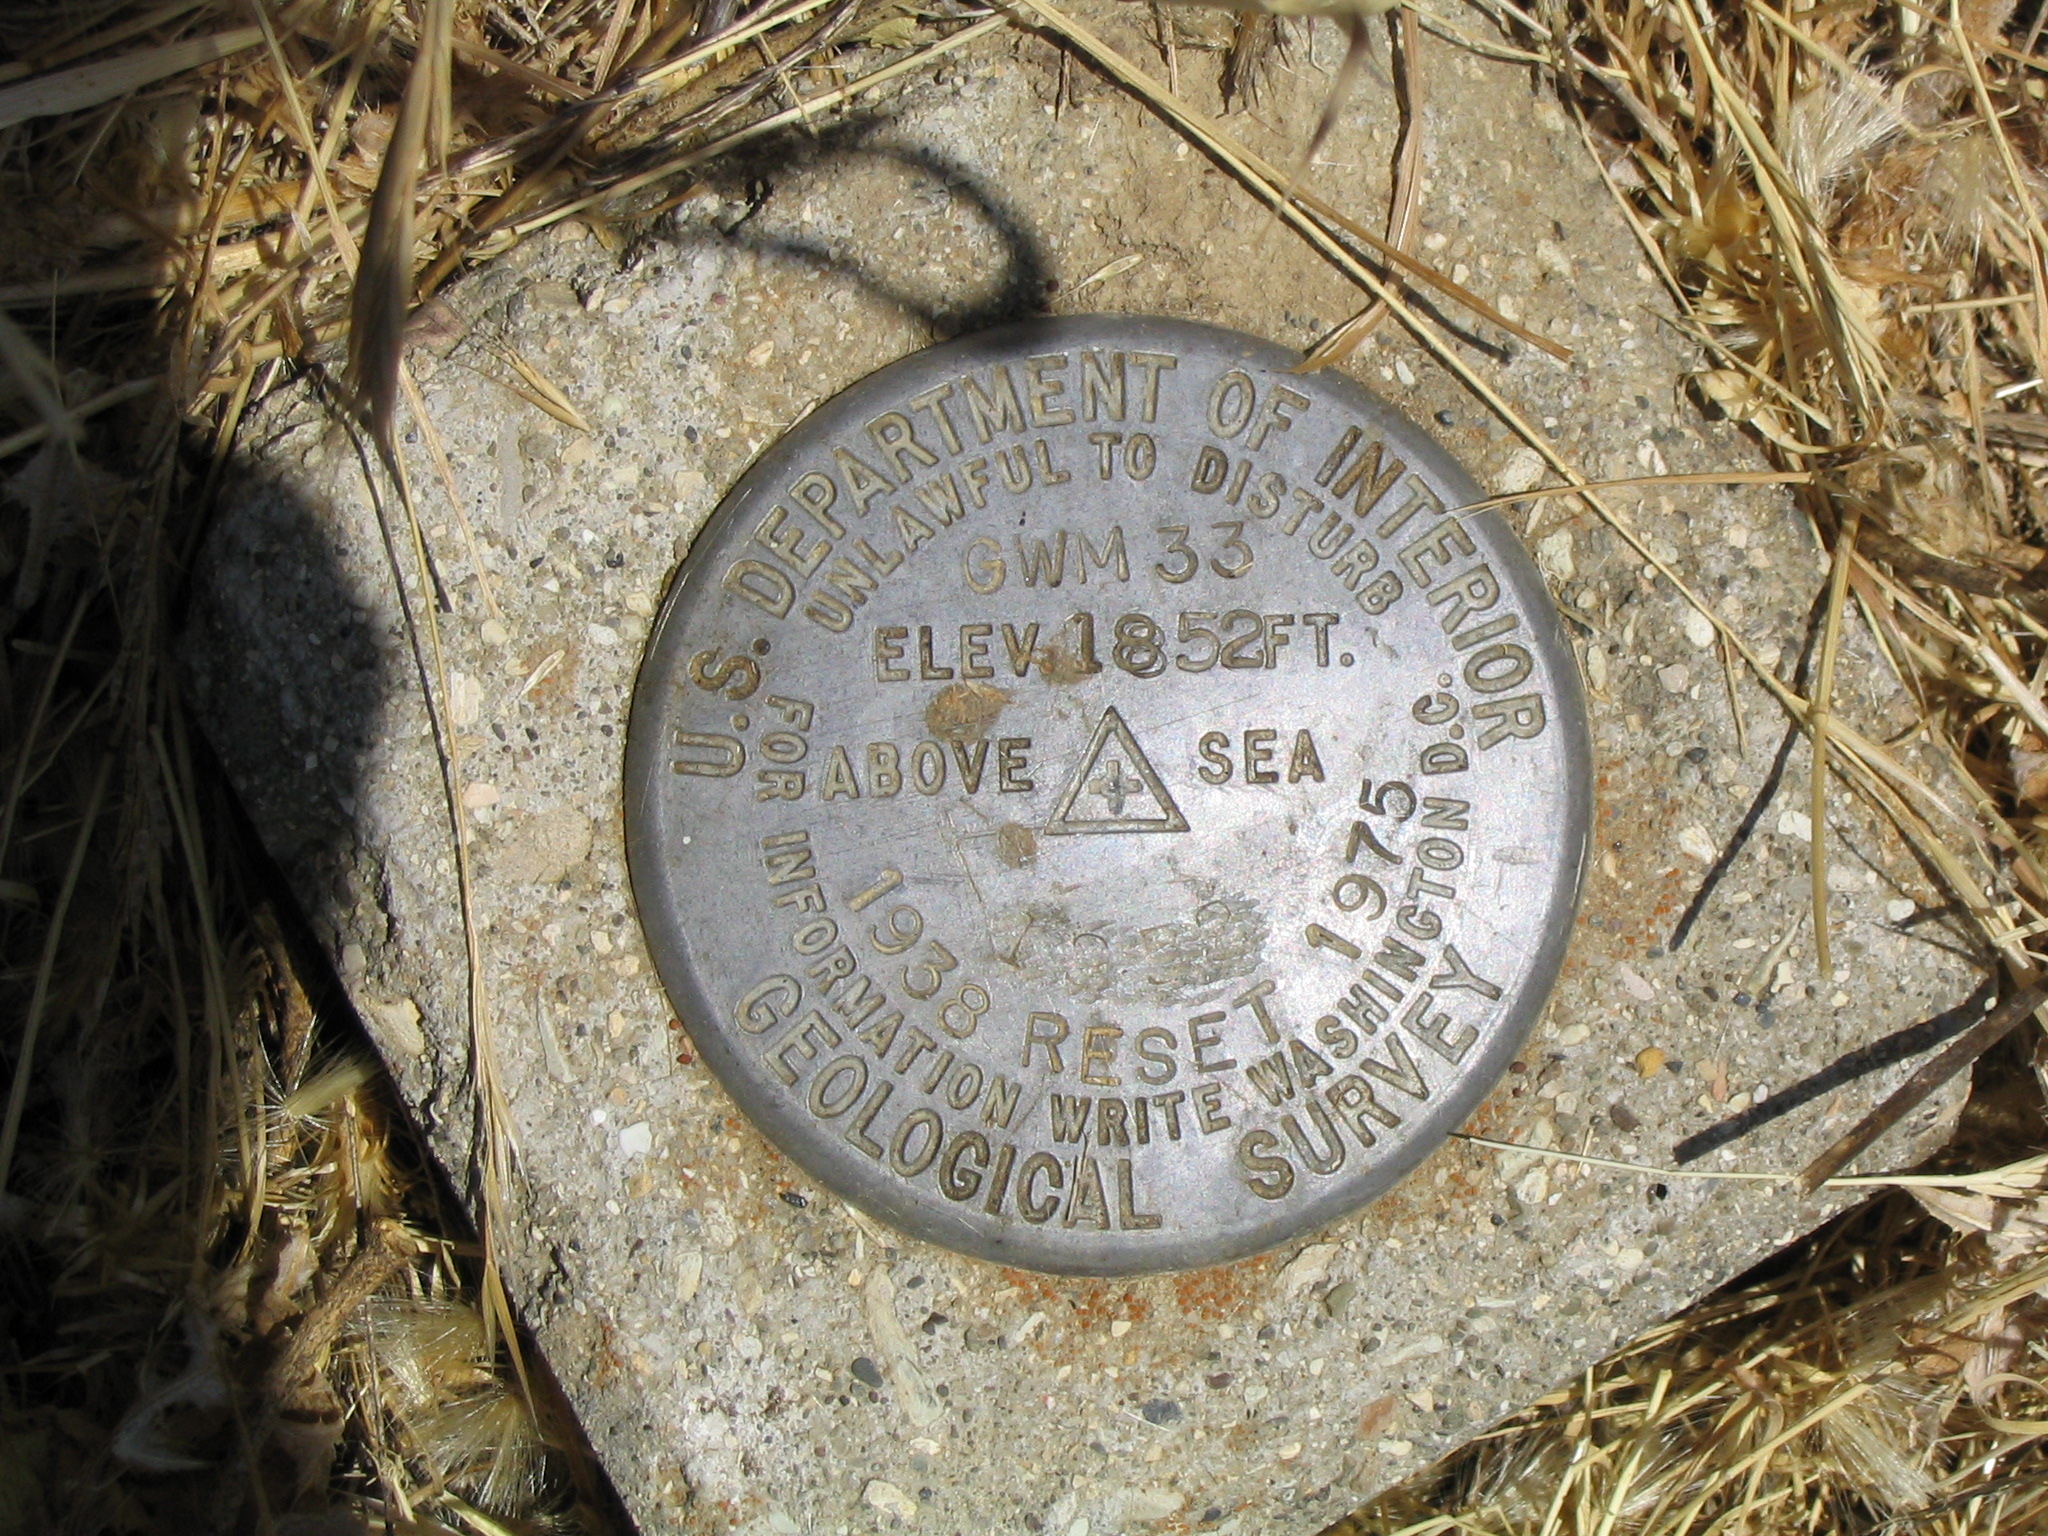 U.S. DEPARTMENT OF INTERIOR
UNLAWFUL TO DISTURB
GWM 33
ELEV. 1852 FT.
ABOVE SEA
1938 RESET 1975
FOR INFORMATION WRITE WASHINGTON D.C.
GEOLOGICAL SURVEY